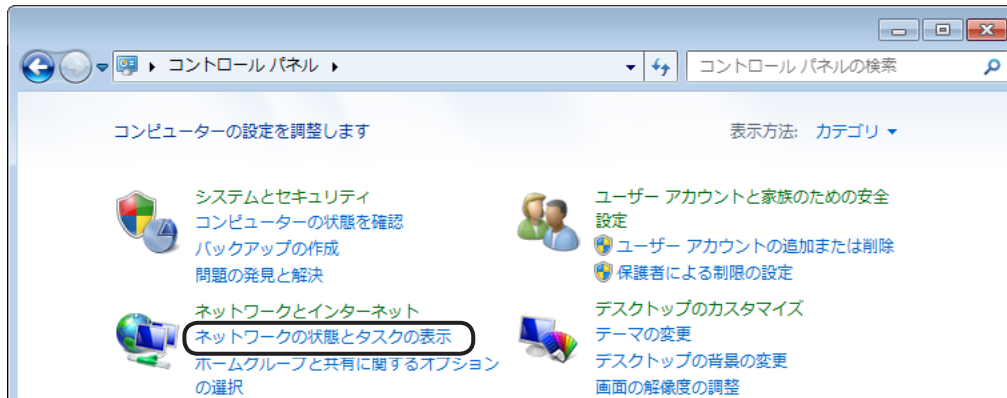 コントロール パネル
コントロール パネルの検索
コンピューターの設定を調整します
表示方法: カテゴリ
システムとセキュリティ
コンピューターの状態を確認
バックアップの作成
問題の発見と解決
ネットワークとインターネット
ネットワークの状態とタスクの表示
ホームグループと共有に関するオプション
の選択
ユーザー アカウントと家族のための安全
設定
ユーザー アカウントの追加または削除
保護者による制限の設定
デスクトップのカスタマイズ
テーマの変更
デスクトップの背景の変更
画面の解像度の調整